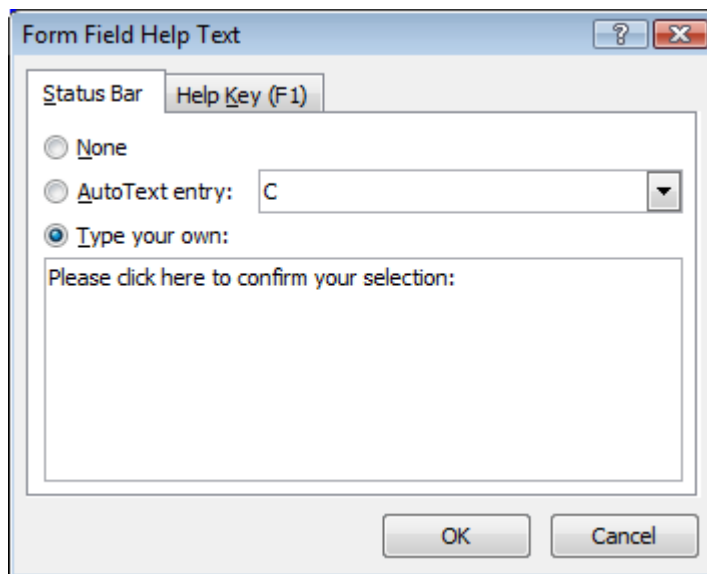 Form Field Help Text
Status Bar Help Key (F1)
None
AutoText entry: C
Type your own:
Please click here to confirm your selection:
OK Cancel